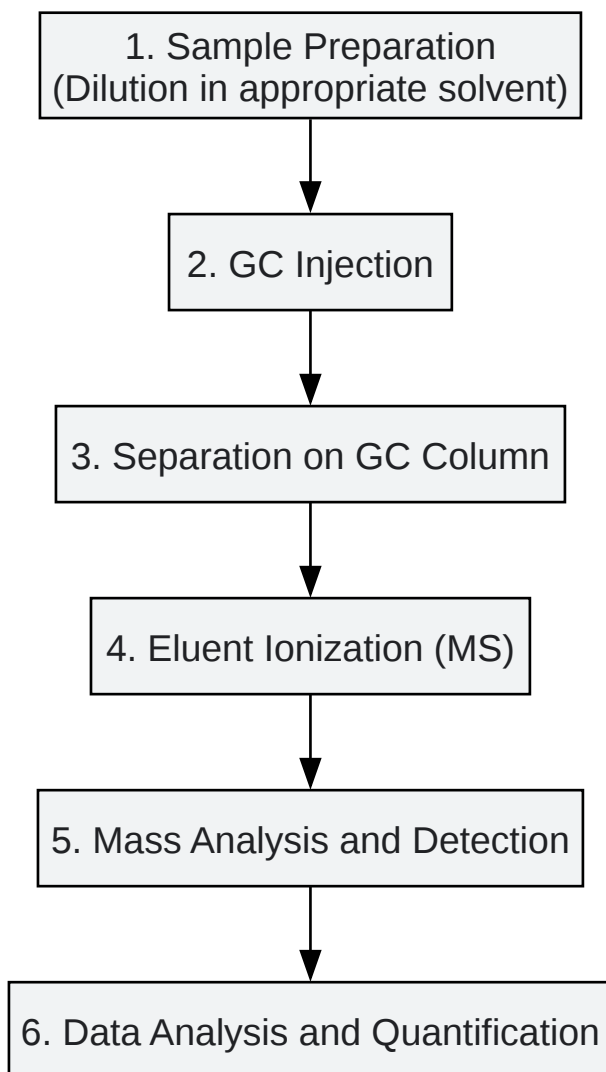 1. Sample Preparation
(Dilution in appropriate solvent)
2. GC Injection
3. Separation on GC Column
4. Eluent Ionization (MS)
5. Mass Analysis and Detection
6. Data Analysis and Quantification